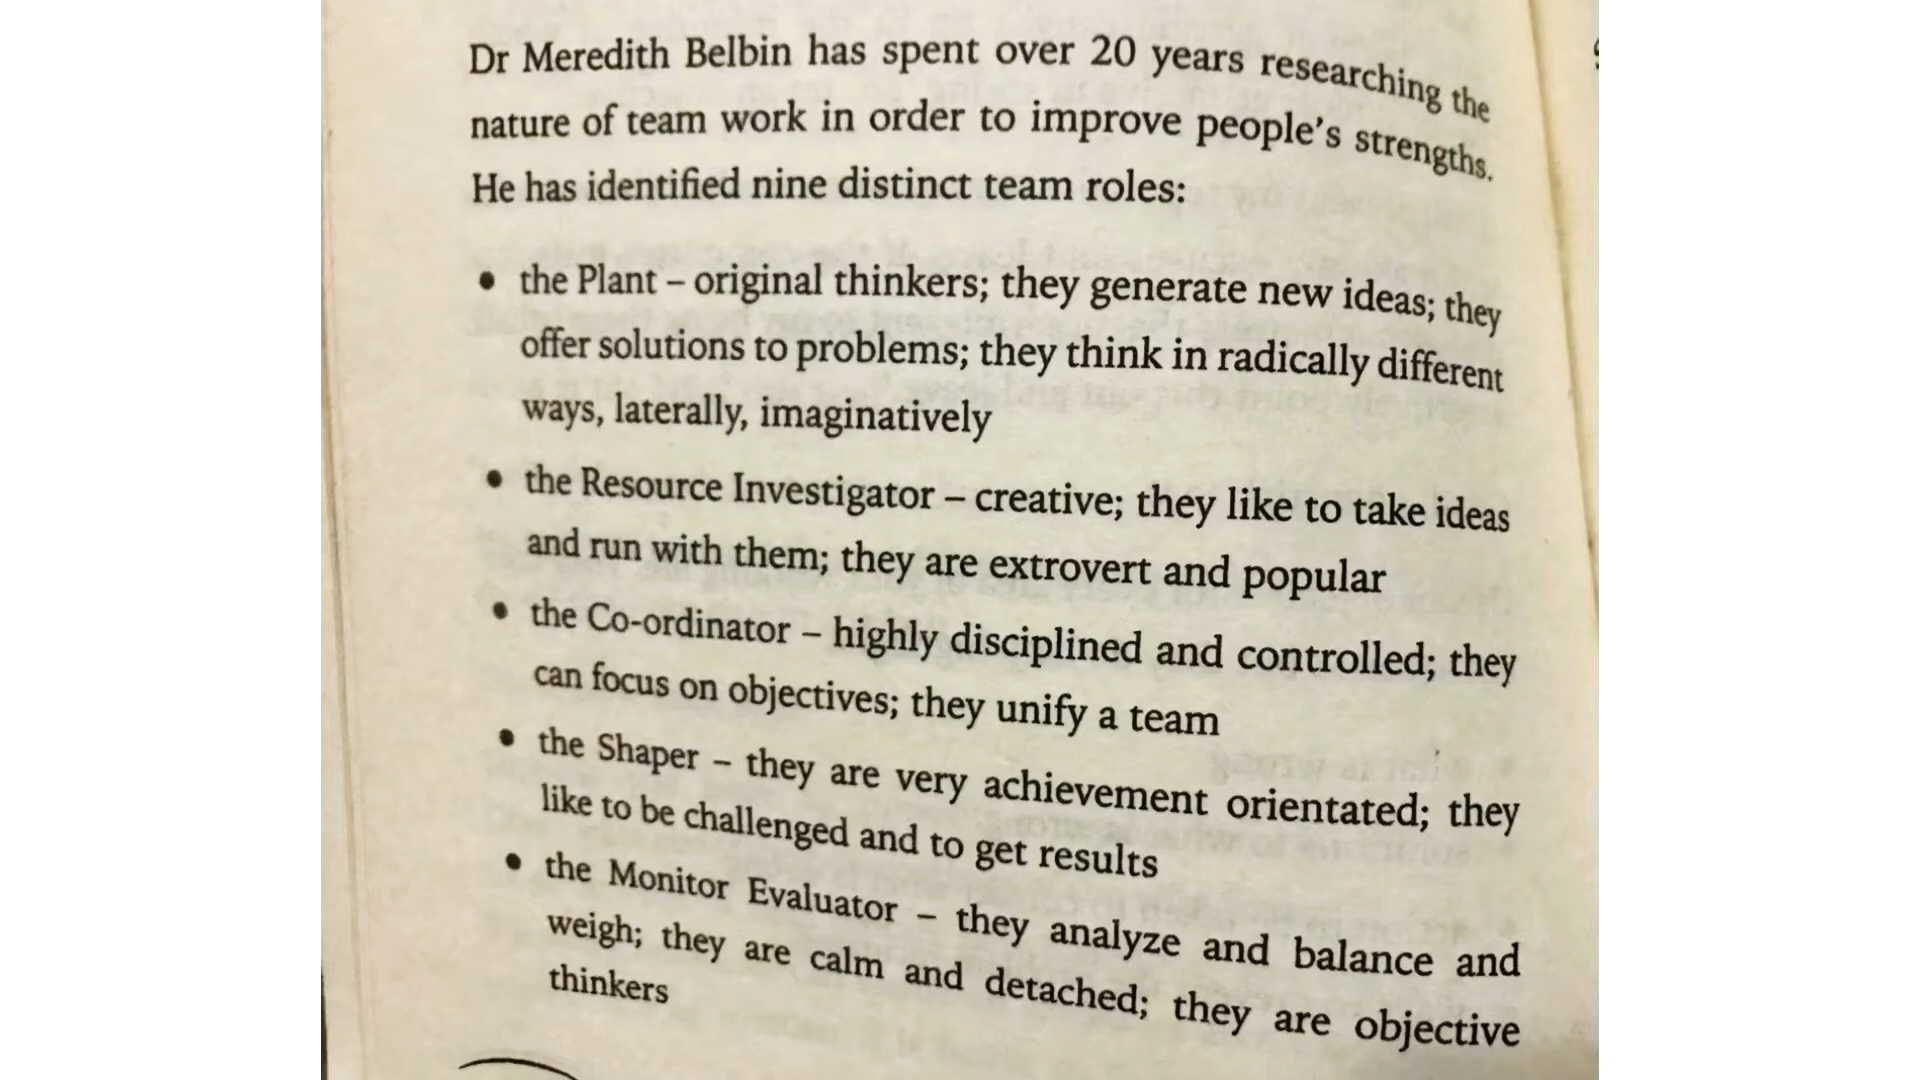 Dr Meredith Belbin has spent over 20 years researching the
nature of team work in order to improve people's strengths.
He has identified nine distinct team roles:
• the Plant – original thinkers; they generate new ideas; they
offer solutions to problems; they think in radically different
ways, laterally, imaginatively
• the Resource Investigator – creative; they like to take ideas
and run with them; they are extrovert and popular
• the Co-ordinator – highly disciplined and controlled; they
can focus on objectives; they unify a team
• the Shaper – they are very achievement orientated; they
like to be challenged and to get results
• the Monitor Evaluator – they analyze and balance and
weigh; they are calm and detached; they are objective
thinkers